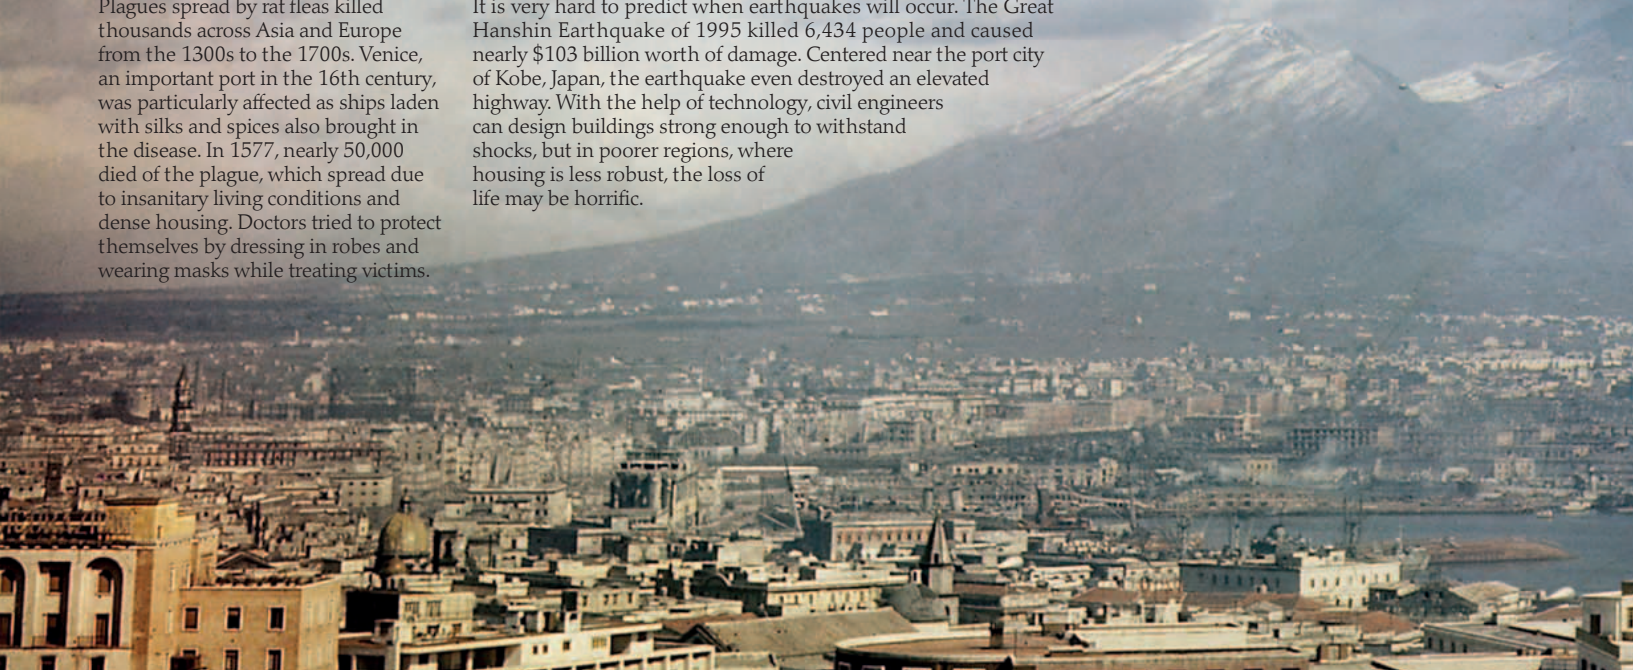 Plagues spread by rat fleas killed
thousands across Asia and Europe
from the 1300s to the 1700s. Venice,
an important port in the 16th century,
was particularly affected as ships laden
with silks and spices also brought in
the disease. In 1577, nearly 50,000
died of the plague, which spread due
to insanitary living conditions and
dense housing. Doctors tried to protect
themselves by dressing in robes and
wearing masks while treating victims.
It is very hard to predict when earthquakes will occur. The Great
Hanshin Earthquake of 1995 killed 6,434 people and caused
nearly $103 billion worth of damage. Centered near the port city
of Kobe, Japan, the earthquake even destroyed an elevated
highway. With the help of technology, civil engineers
can design buildings strong enough to withstand
shocks, but in poorer regions, where
housing is less robust, the loss of
life may be horrific.